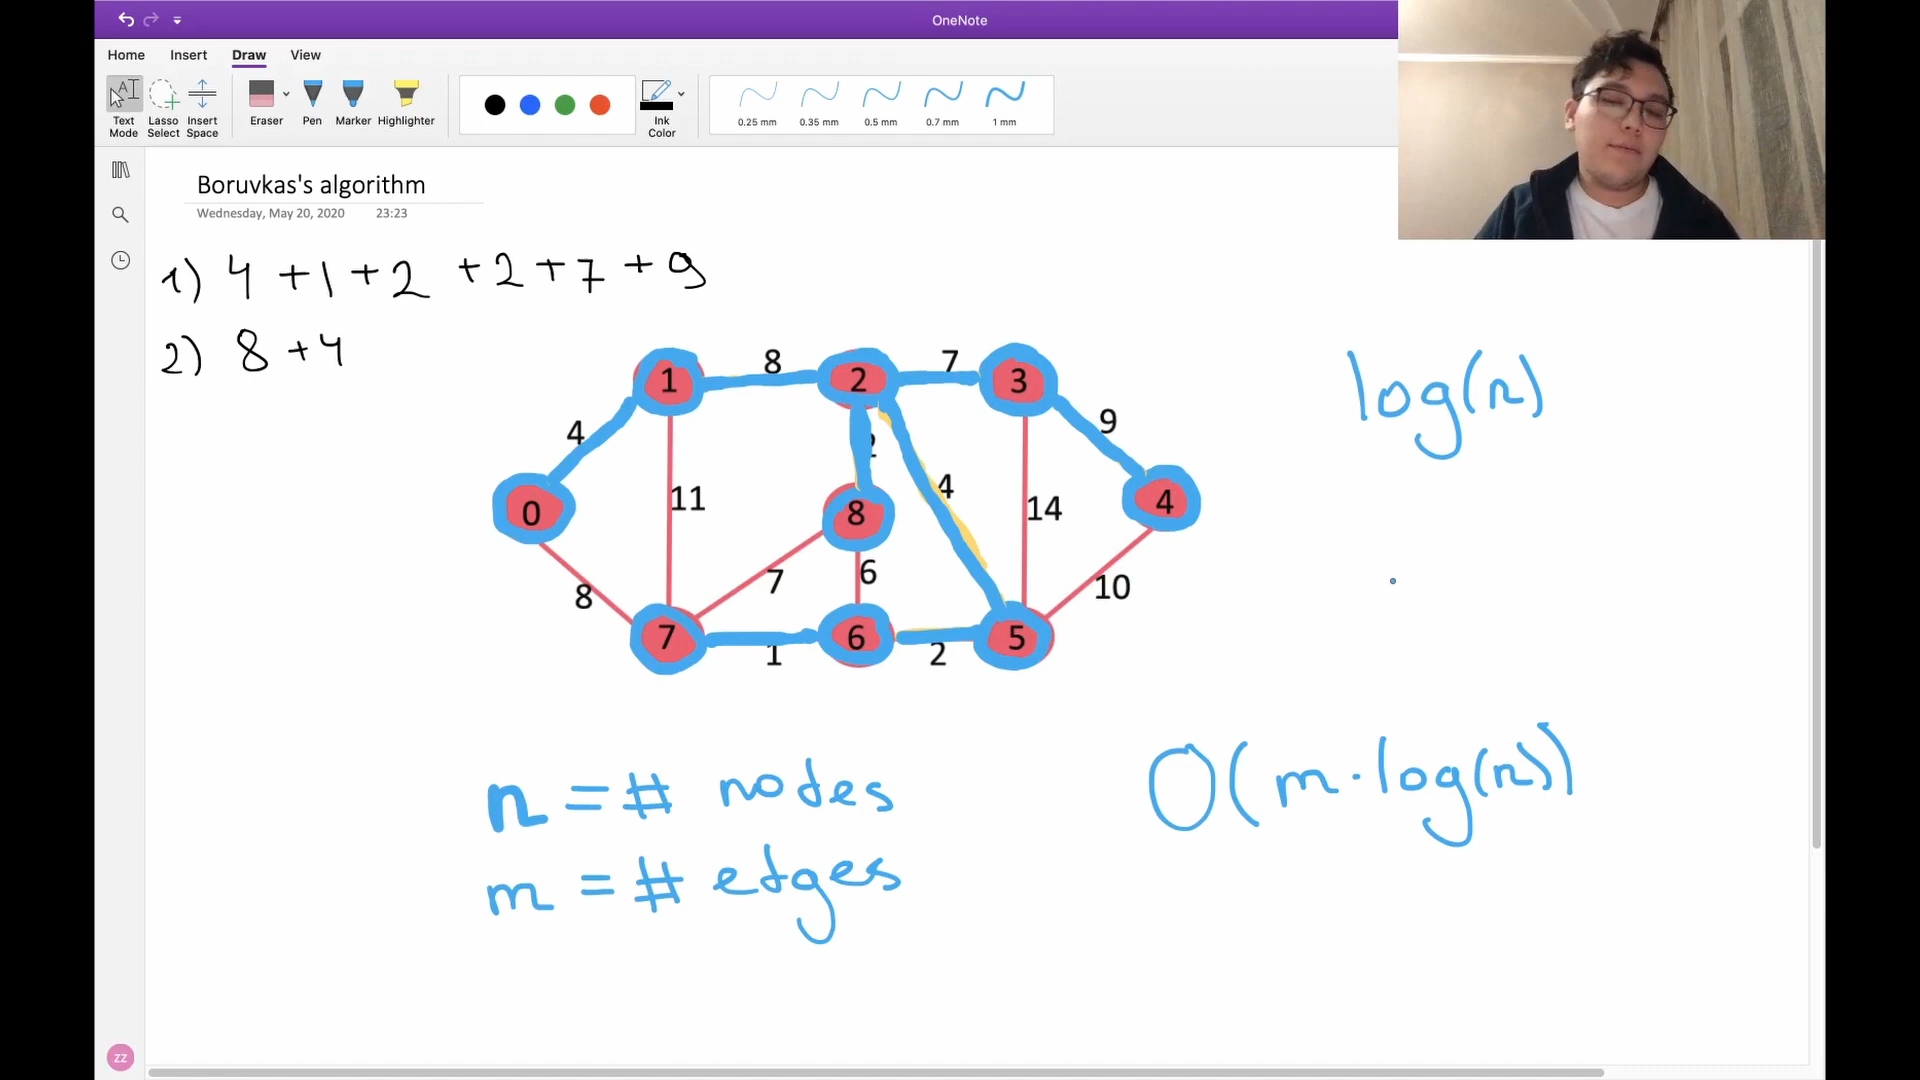 OneNote
Home Insert Draw View
Text Mode
Lasso Select
Insert Space
Eraser
Pen
Marker
Highlighter
Ink Color
0.25 mm
0.35 mm
0.5 mm
0.7 mm
1 mm
Boruvkas's algorithm
Wednesday, May 20, 2020 23:23
1) 4 + 1 + 2 + 2 + 7 + 9
2) 8 + 4
8 7
1 2 3
4 2 9
4
11 14
0 8 4
7 6
8 10
7 6 5
1 2
log(n)
n = # nodes
m = # edges
O(m·log(n))
ZZ